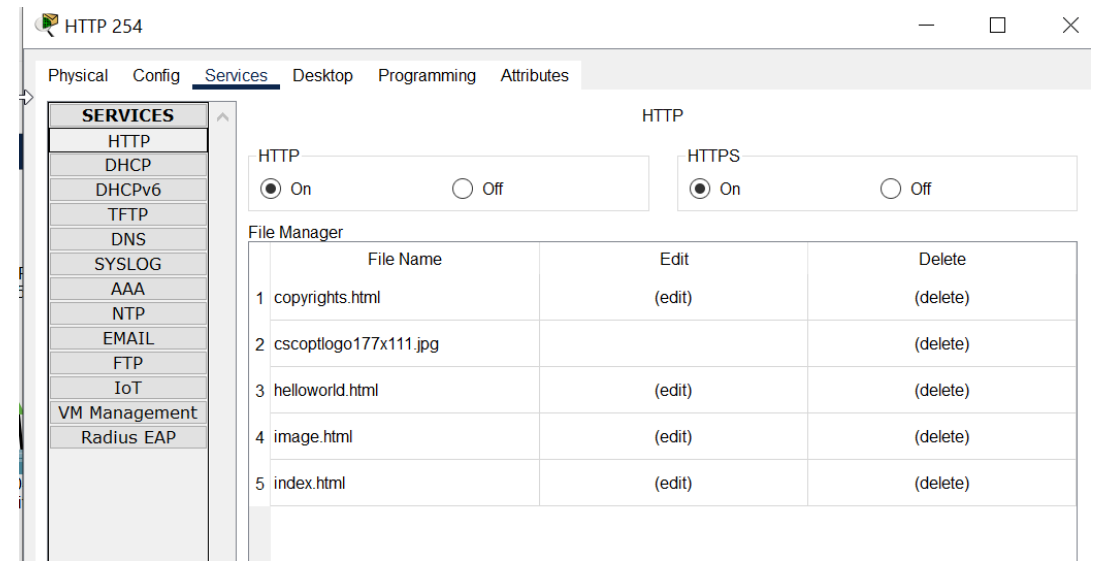 HTTP 254
Physical Config Services Desktop Programming Attributes
SERVICES
HTTP
DHCP
DHCPv6
TFTP
DNS
SYSLOG
AAA
NTP
EMAIL
FTP
IoT
VM Management
Radius EAP
HTTP
HTTP
On Off
HTTPS
On Off
File Manager
File Name Edit Delete
1 copyrights.html (edit) (delete)
2 cscoptlogo177x111.jpg (delete)
3 helloworld.html (edit) (delete)
4 image.html (edit) (delete)
5 index.html (edit) (delete)